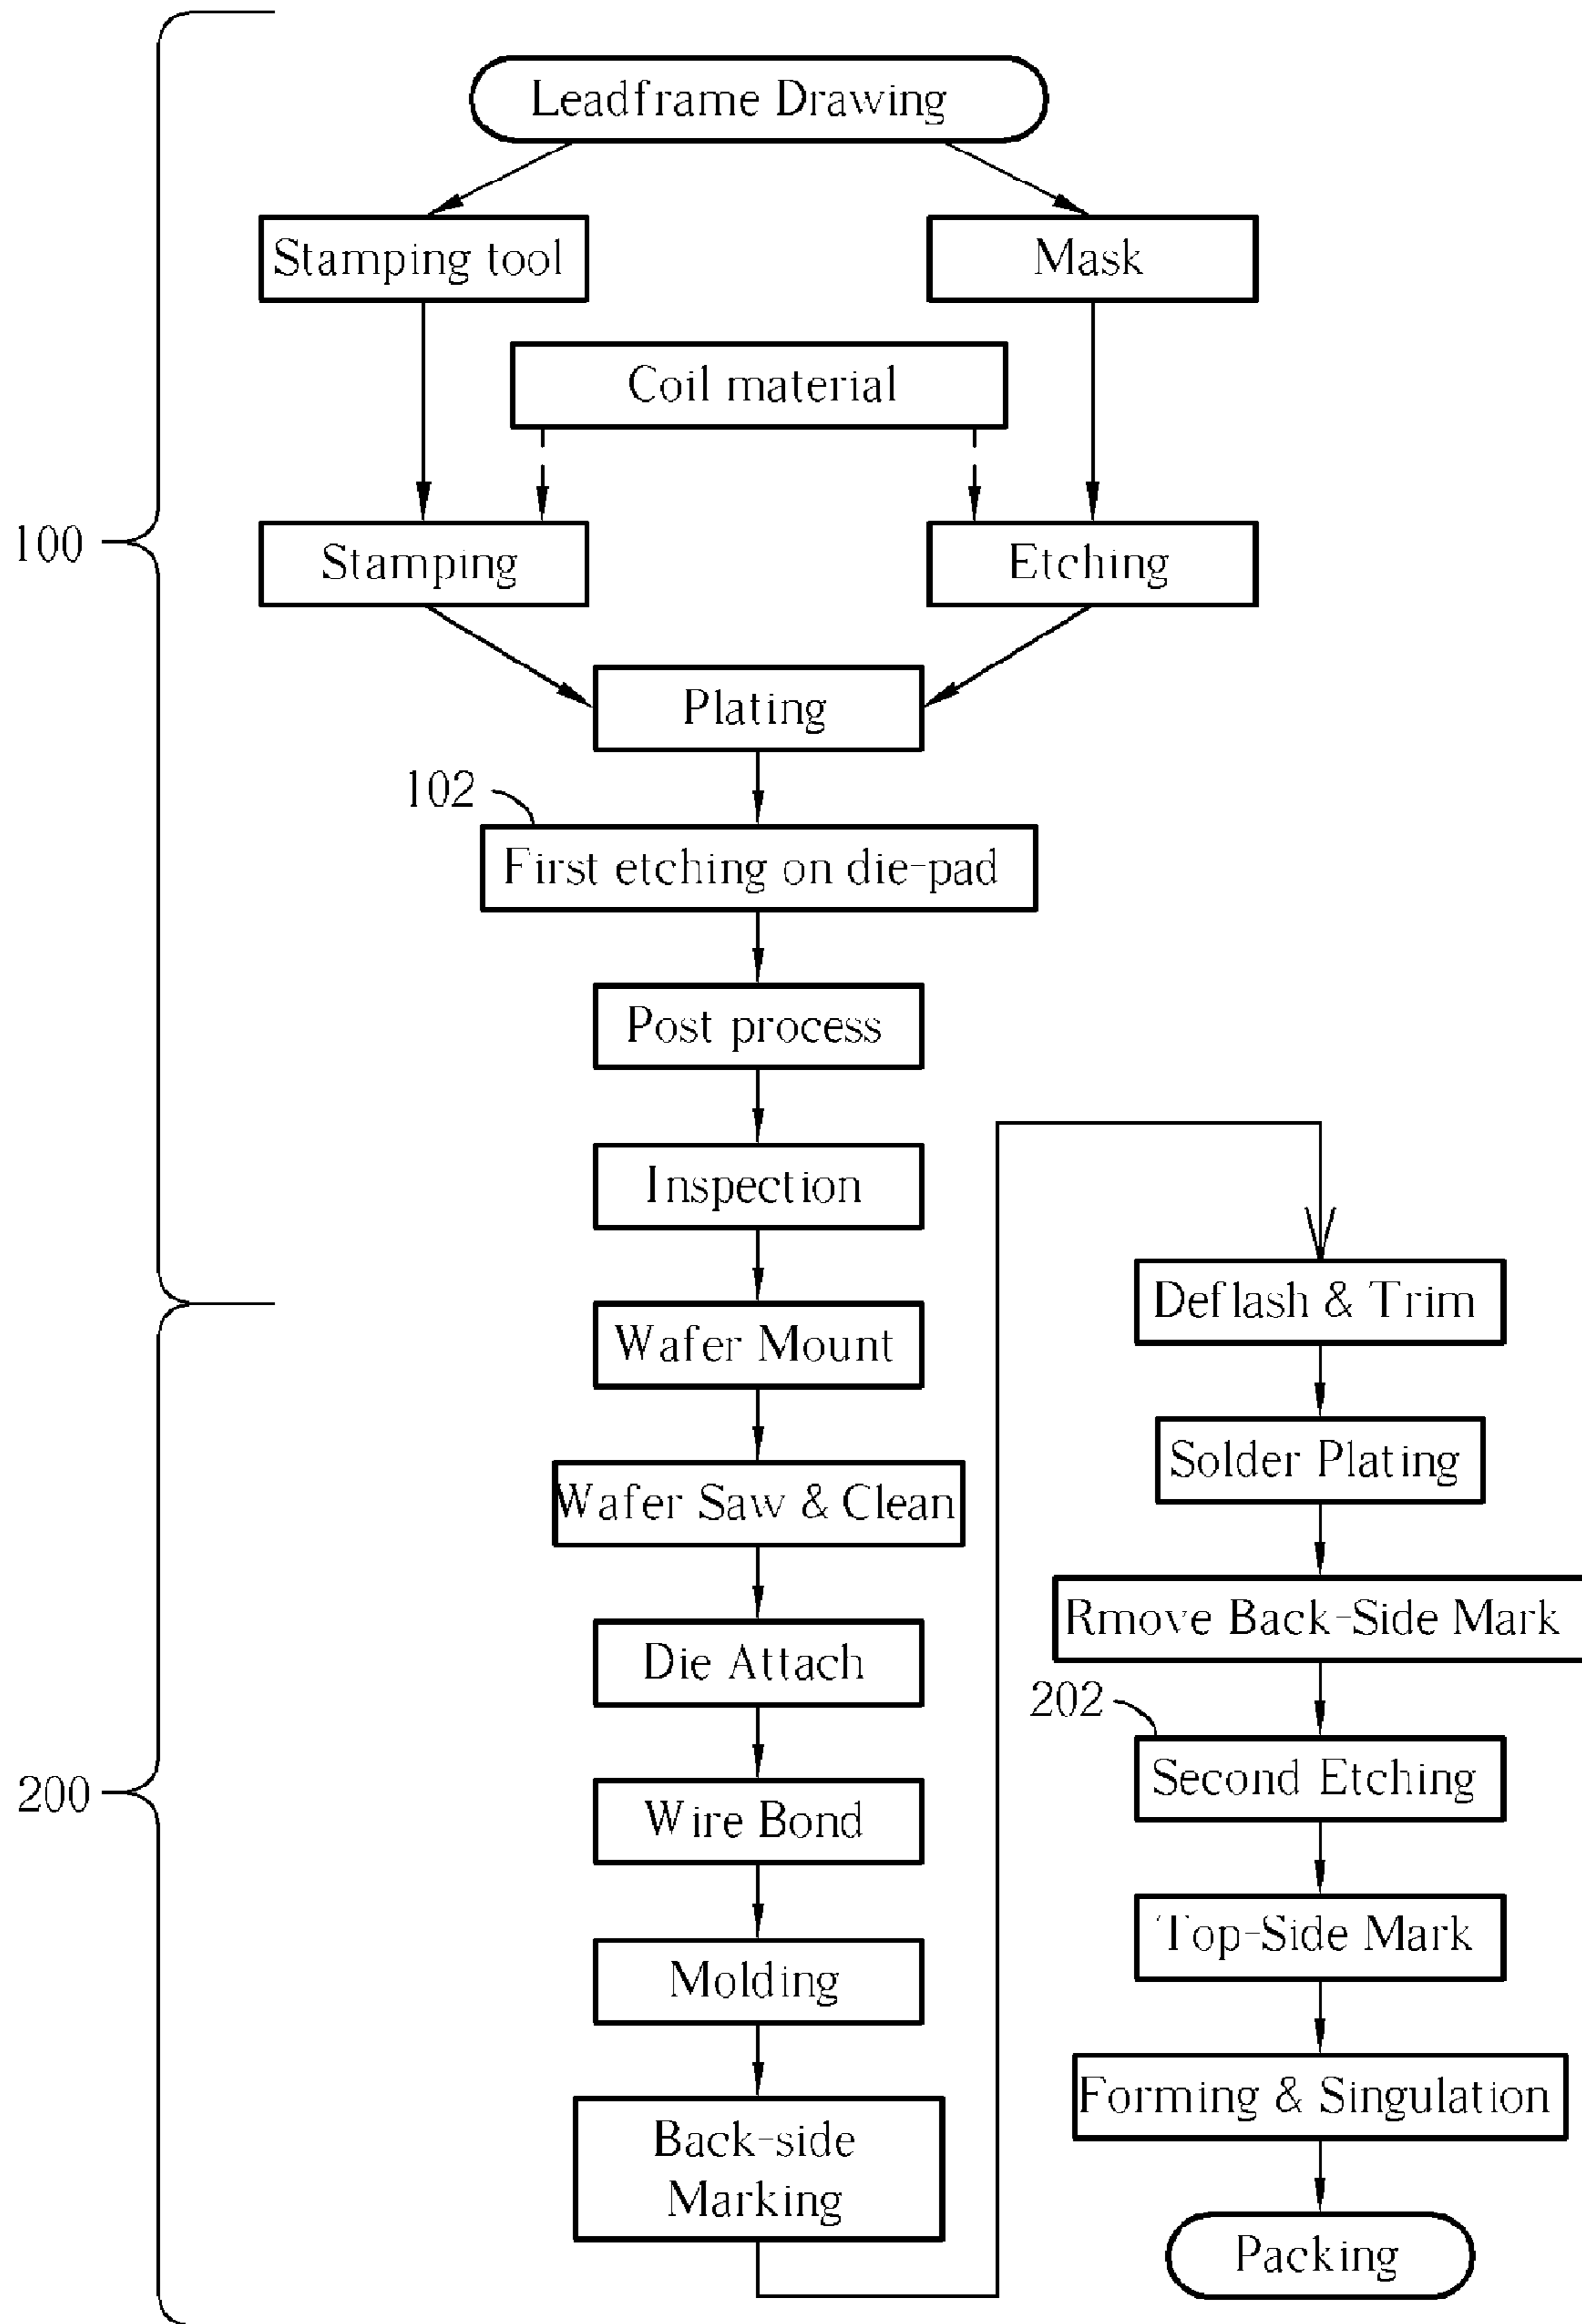 Leadframe Drawing
Stamping tool
Mask
Coil material
100
Stamping
Etching
Plating
102
First etching on die-pad
Post process
Inspection
Wafer Mount
Wafer Saw & Clean
Die Attach
200
Wire Bond
Molding
Back-side
Marking
Deflash & Trim
Solder Plating
Rmove Back-Side Mark
202
Second Etching
Top-Side Mark
Forming & Singulation
Packing